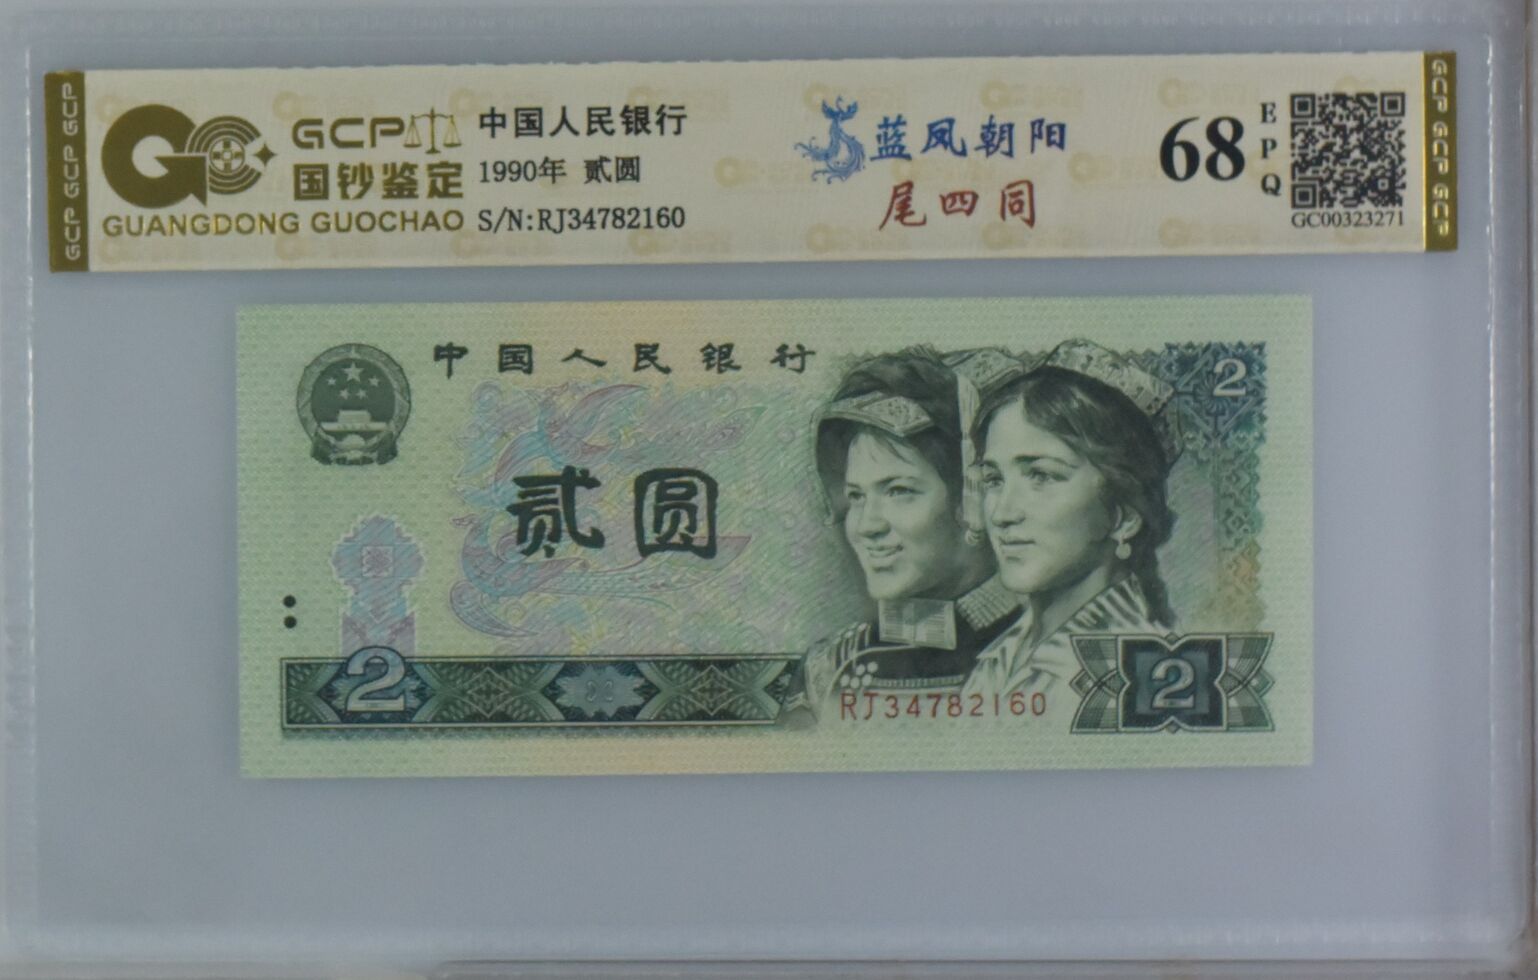 GCP GCP GCP
GCP
国钞鉴定
GUANGDONG GUOCHAO
中国人民银行
1990年 贰圆
S/N:RJ34782160
蓝凤朝阳
尾四同
68
EPQ
GC00323271
GCP GCP GCP
中国人民银行
2
贰圆
2
RJ34782160
2